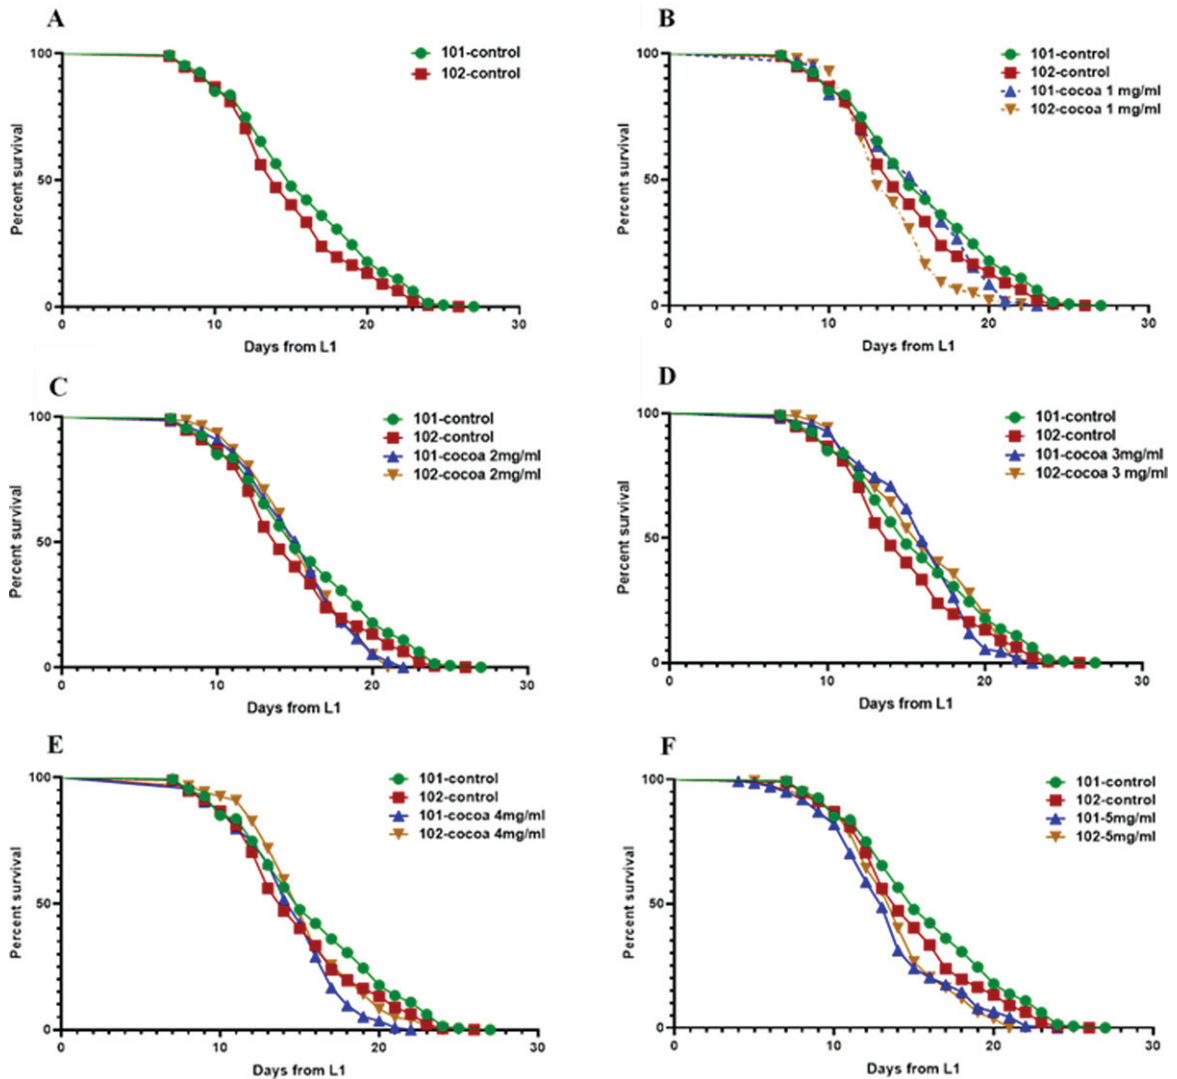 A
101-control
102-control
100
50
0
Percent survival
0 10 20 30
Days from L1
B
101-control
102-control
101-cocoa 1 mg/ml
102-cocoa 1 mg/ml
100
50
0
Percent survival
0 10 20 30
Days from L1
C
101-control
102-control
101-cocoa 2mg/ml
102-cocoa 2mg/ml
100
50
0
Percent survival
0 10 20 30
Days from L1
D
101-control
102-control
101-cocoa 3mg/ml
102-cocoa 3 mg/ml
100
50
0
Percent survival
0 10 20 30
Days from L1
E
101-control
102-control
101-cocoa 4mg/ml
102-cocoa 4mg/ml
100
50
0
Percent survival
0 10 20 30
Days from L1
F
101-control
102-control
101-5mg/ml
102-5mg/ml
100
50
0
Percent survival
0 10 20 30
Days from L1